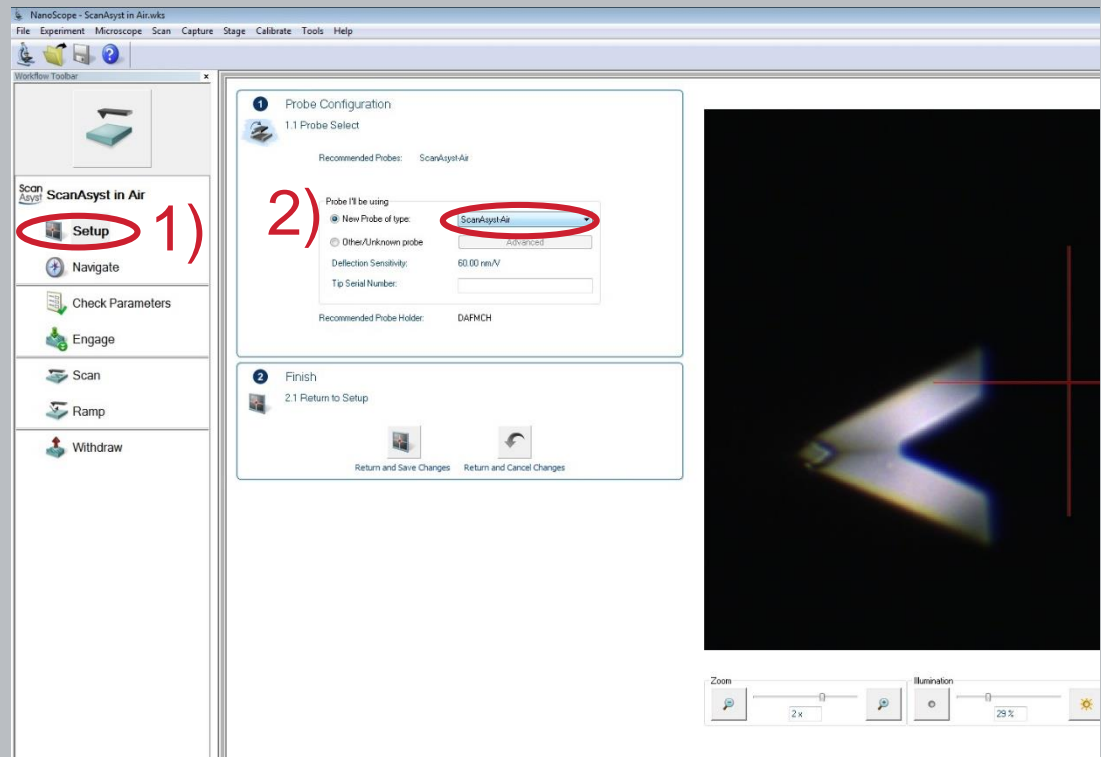 NanoScope - ScanAsyst in Air.wks
File Experiment Microscope Scan Capture Stage Calibrate Tools Help
Workflow Toolbar x
Scan
Asyst
ScanAsyst in Air
1)
Setup
Navigate
Check Parameters
Engage
Scan
Ramp
Withdraw
1 Probe Configuration
1.1 Probe Select
Recommended Probes: ScanAsyst-Air
2)
Probe I'll be using
New Probe of type: ScanAsyst-Air
Other/Unknown probe Advanced
Deflection Sensitivity: 60.00 nm/V
Tip Serial Number:
Recommended Probe Holder: DAFMCH
2 Finish
2.1 Return to Setup
Return and Save Changes Return and Cancel Changes
Zoom
2 x
Illumination
29 %